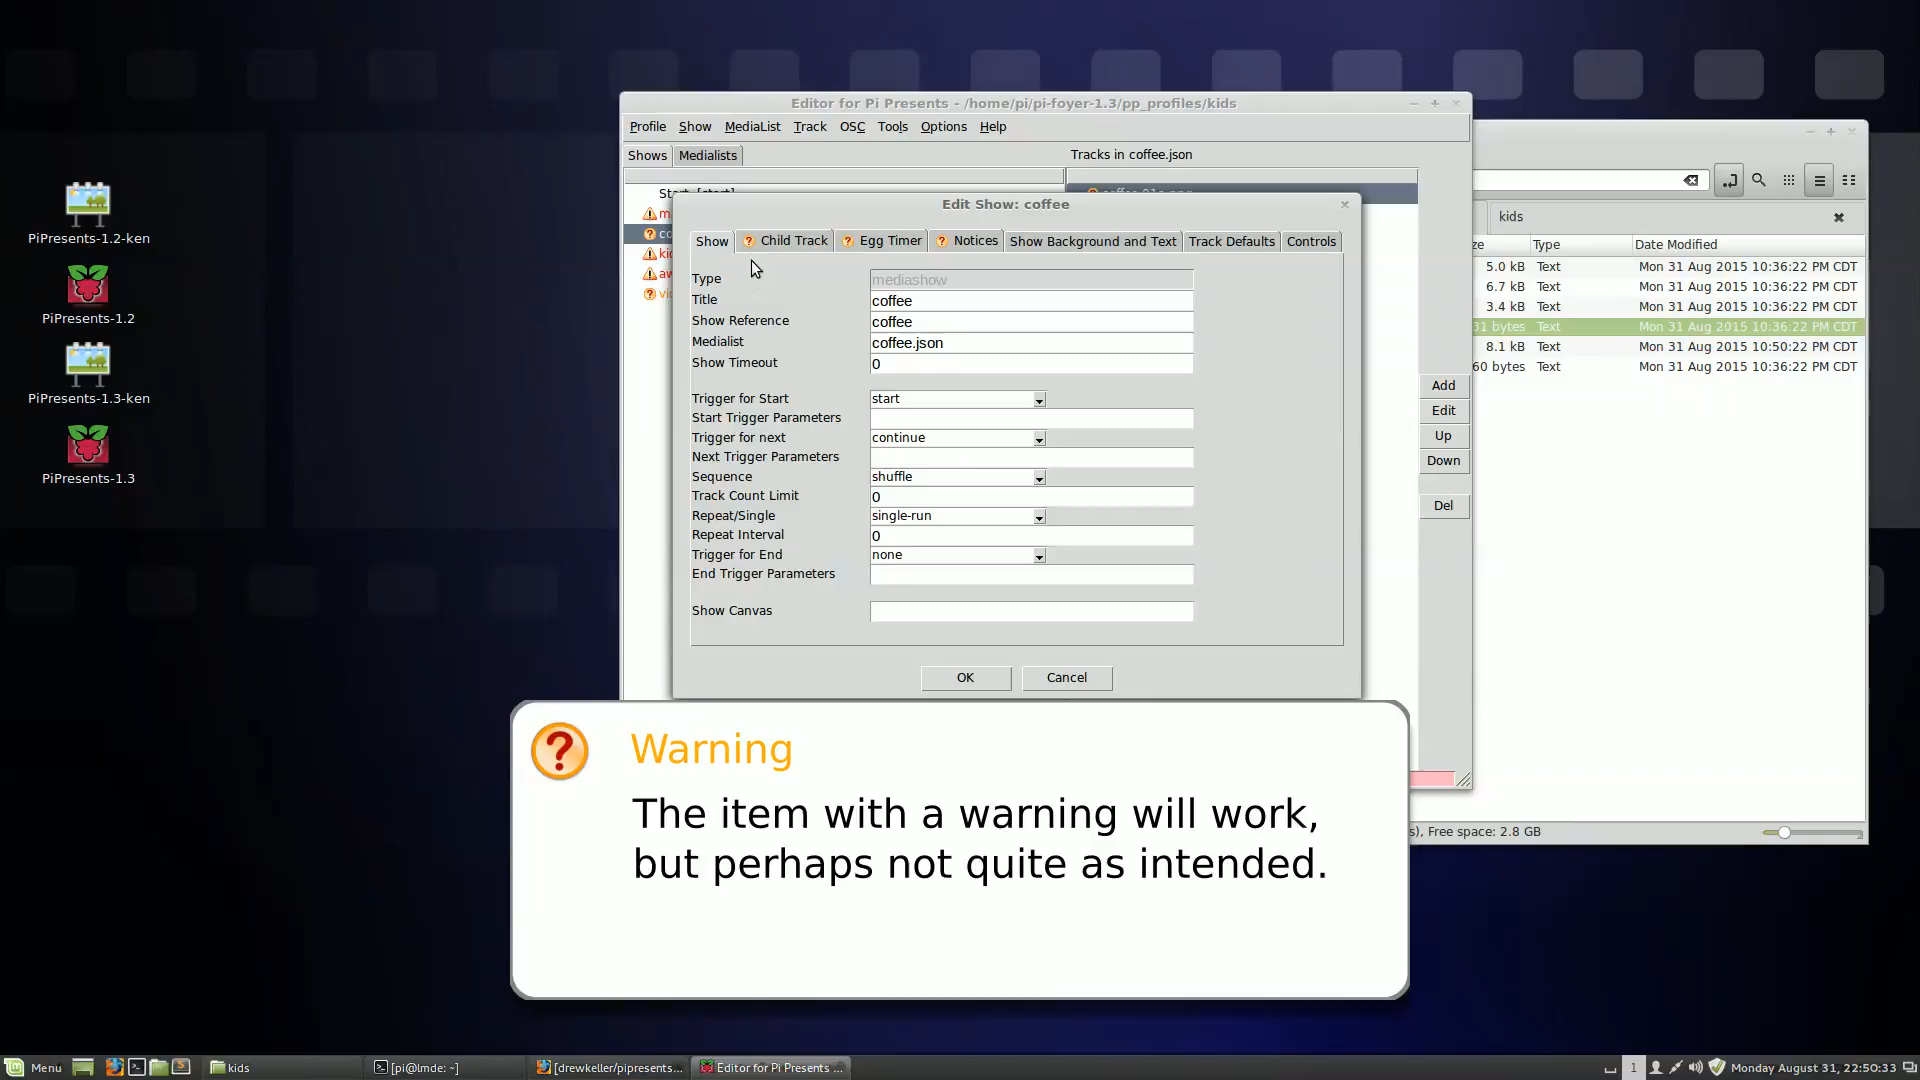 PiPresents-1.2-ken
PiPresents-1.2
PiPresents-1.3-ken
PiPresents-1.3
Editor for Pi Presents - /home/pi/pi-foyer-1.3/pp_profiles/kids
Profile Show MediaList Track OSC Tools Options Help
Shows Medialists
Tracks in coffee.json
Edit Show: coffee
Show Child Track Egg Timer Notices Show Background and Text Track Defaults Controls
Type mediashow
Title coffee
Show Reference coffee
Medialist coffee.json
Show Timeout 0
Trigger for Start start
Start Trigger Parameters
Trigger for next continue
Next Trigger Parameters
Sequence shuffle
Track Count Limit 0
Repeat/Single single-run
Repeat Interval 0
Trigger for End none
End Trigger Parameters
Show Canvas
OK Cancel
Add
Edit
Up
Down
Del
kids
ze Type Date Modified
5.0 kB Text Mon 31 Aug 2015 10:36:22 PM CDT
6.7 kB Text Mon 31 Aug 2015 10:36:22 PM CDT
3.4 kB Text Mon 31 Aug 2015 10:36:22 PM CDT
31 bytes Text Mon 31 Aug 2015 10:36:22 PM CDT
8.1 kB Text Mon 31 Aug 2015 10:50:22 PM CDT
60 bytes Text Mon 31 Aug 2015 10:36:22 PM CDT
s), Free space: 2.8 GB
Warning
The item with a warning will work,
but perhaps not quite as intended.
Menu kids [pi@lmde: ~] [drewkeller/pipresents... Editor for Pi Presents ... 1 Monday August 31, 22:50:33